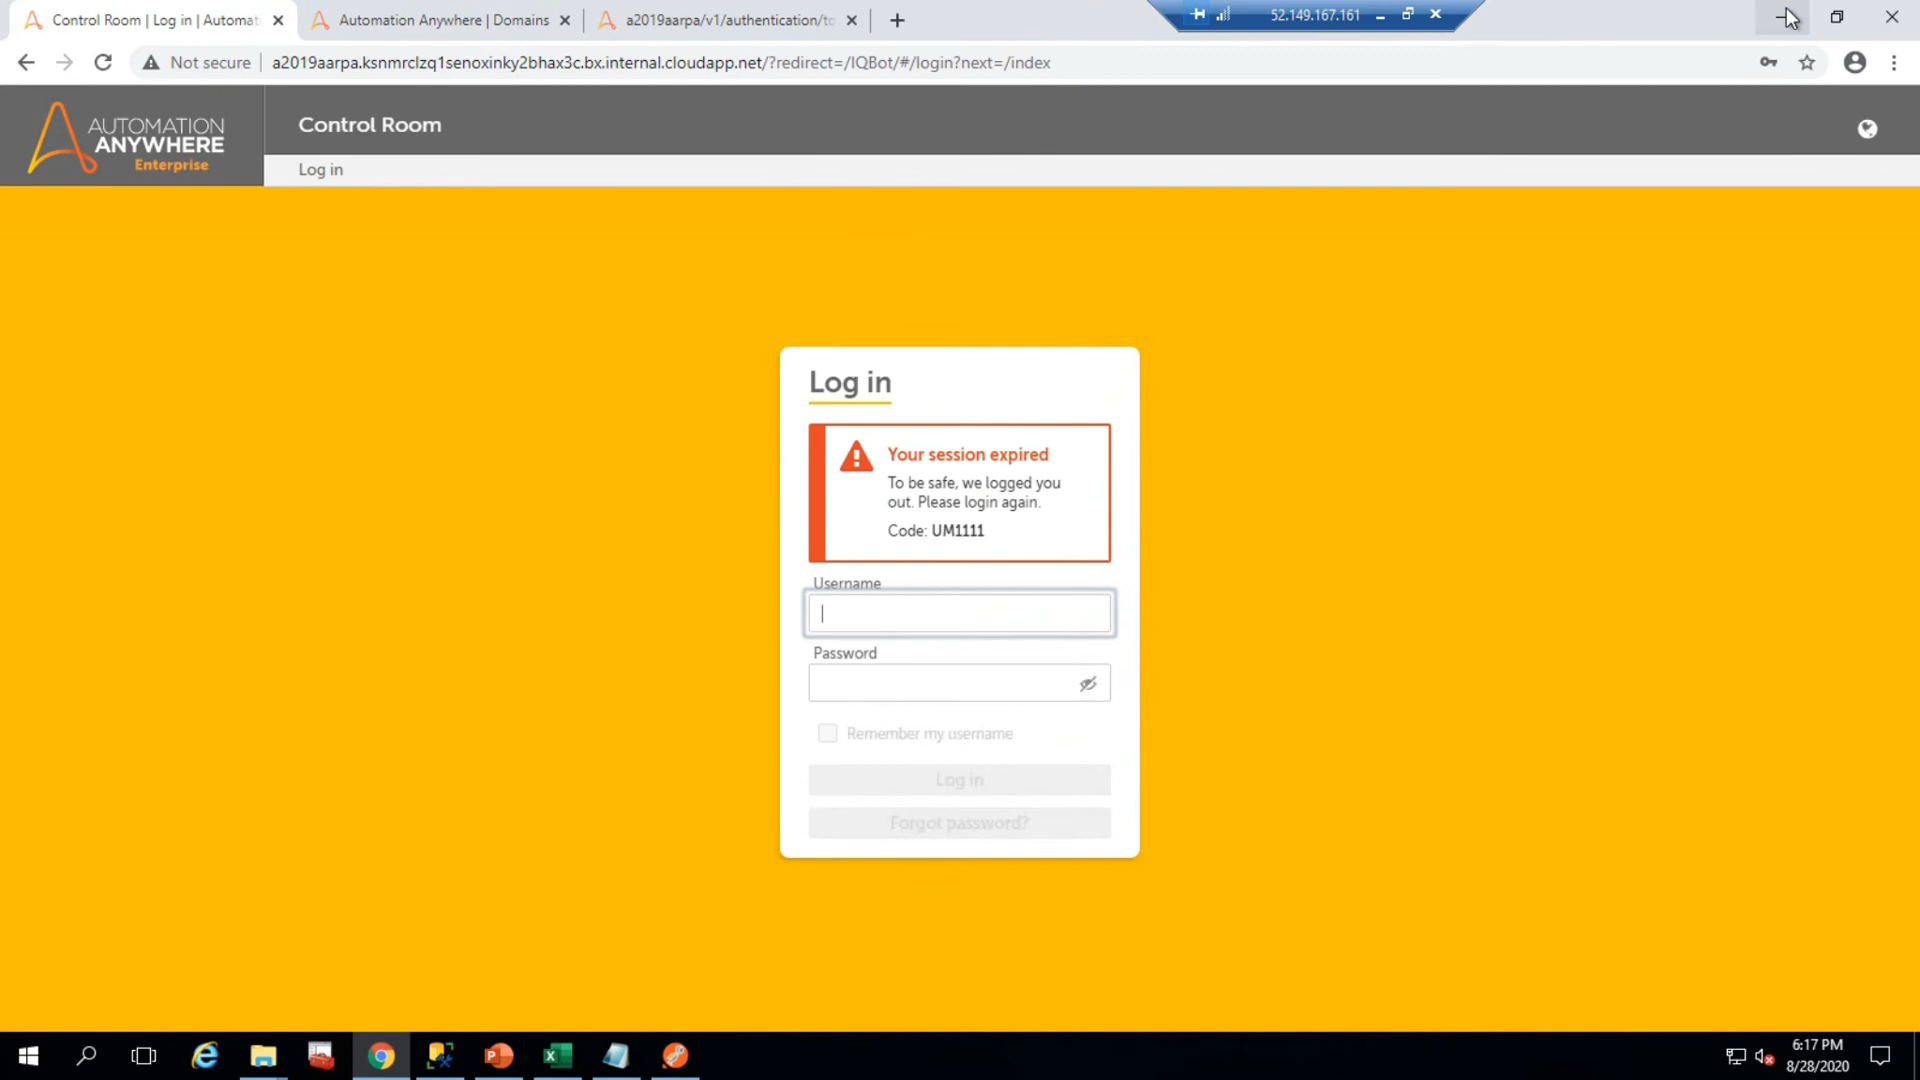 Control Room | Log in | Automat
Automation Anywhere | Domains
a2019aarpa/v1/authentication/to
52.149.167.161
Not secure
a2019aarpa.ksnmrclzq1senoxinky2bhax3c.bx.internal.cloudapp.net/?redirect=/IQBot/#/login?next=/index
AUTOMATION
ANYWHERE
Enterprise
Control Room
Log in
Log in
Your session expired
To be safe, we logged you
out. Please login again.
Code: UM1111
Username
Password
Remember my username
Log in
Forgot password?
6:17 PM
8/28/2020